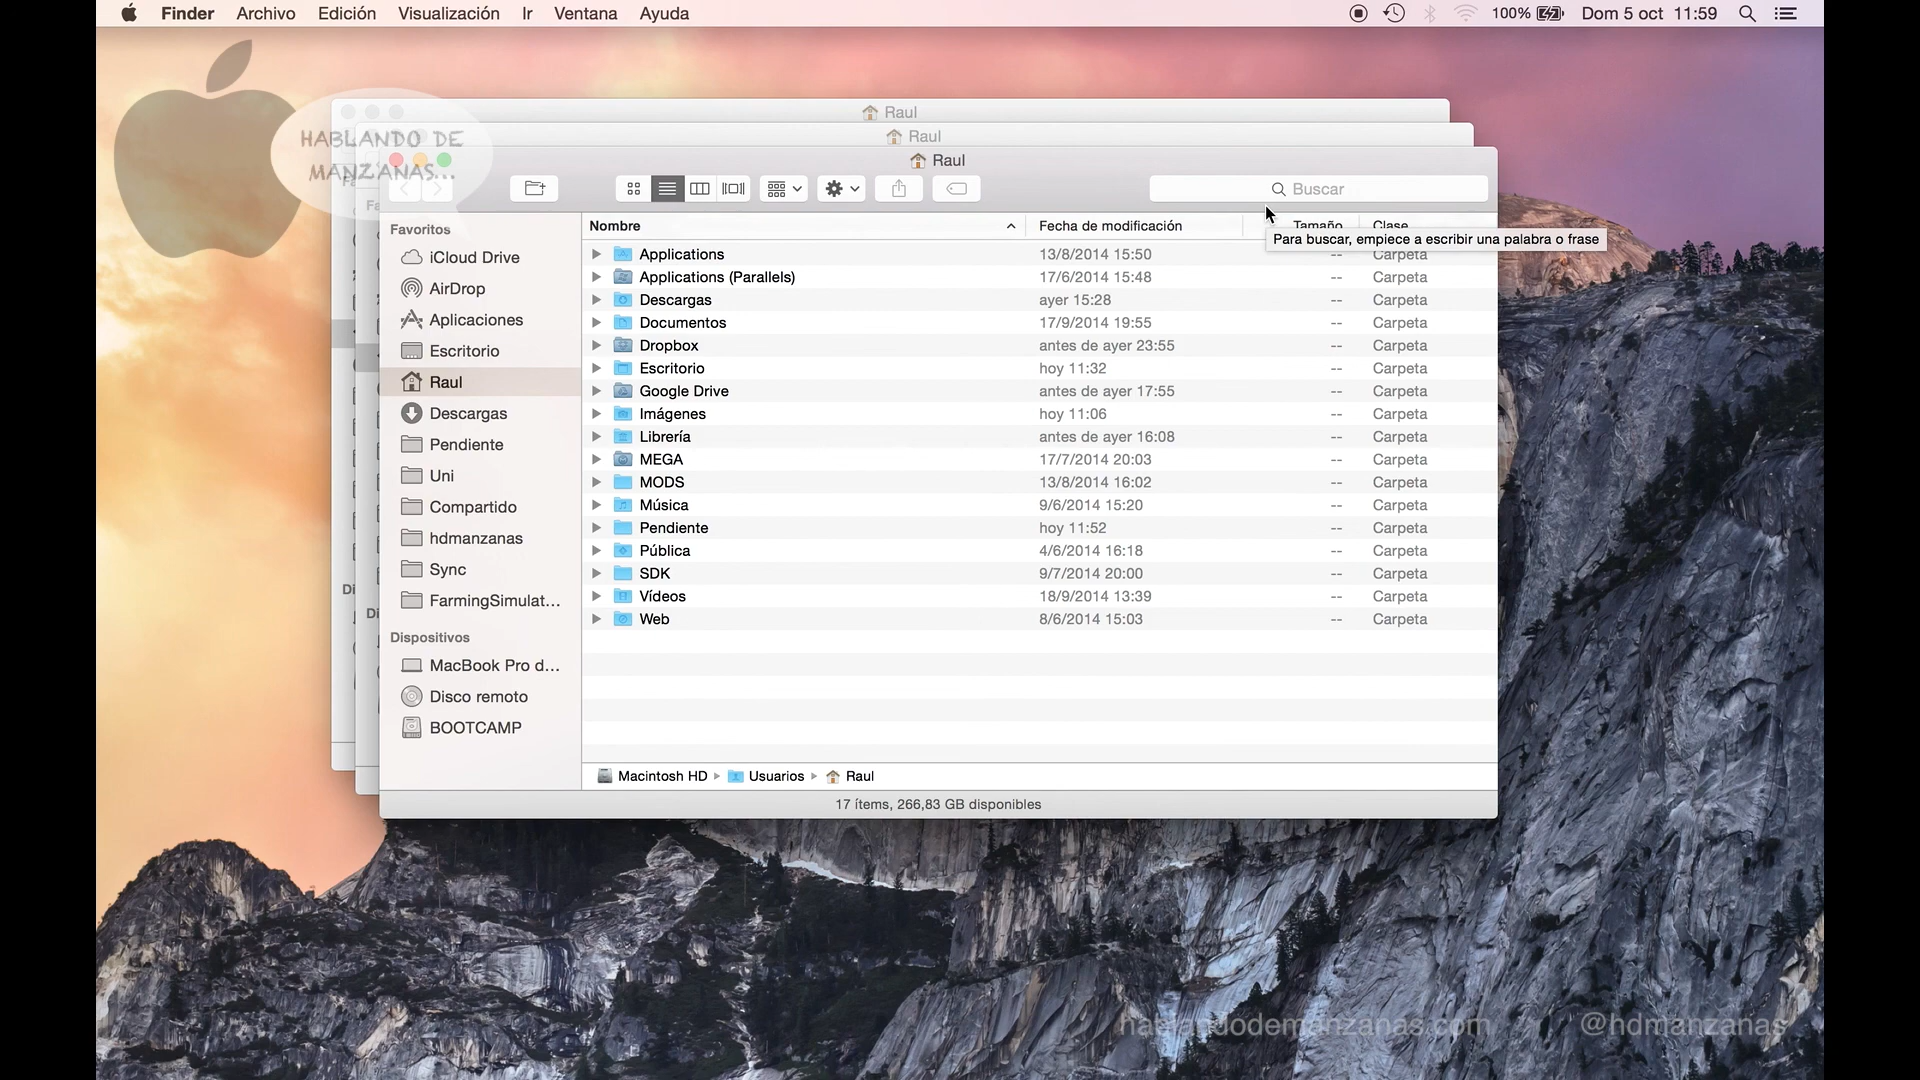 Finder Archivo Edición Visualización Ir Ventana Ayuda 100% Dom 5 oct 11:59
HABLANDO DE
MANZANAS...
Raul
Raul
Raul
Buscar
Favoritos
iCloud Drive
AirDrop
Aplicaciones
Escritorio
Raul
Descargas
Pendiente
Uni
Compartido
hdmanzanas
Sync
FarmingSimulat...
Dispositivos
MacBook Pro d...
Disco remoto
BOOTCAMP
Nombre Fecha de modificación Tamaño Clase
Para buscar, empiece a escribir una palabra o frase
Applications 13/8/2014 15:50 -- Carpeta
Applications (Parallels) 17/6/2014 15:48 -- Carpeta
Descargas ayer 15:28 -- Carpeta
Documentos 17/9/2014 19:55 -- Carpeta
Dropbox antes de ayer 23:55 -- Carpeta
Escritorio hoy 11:32 -- Carpeta
Google Drive antes de ayer 17:55 -- Carpeta
Imágenes hoy 11:06 -- Carpeta
Librería antes de ayer 16:08 -- Carpeta
MEGA 17/7/2014 20:03 -- Carpeta
MODS 13/8/2014 16:02 -- Carpeta
Música 9/6/2014 15:20 -- Carpeta
Pendiente hoy 11:52 -- Carpeta
Pública 4/6/2014 16:18 -- Carpeta
SDK 9/7/2014 20:00 -- Carpeta
Vídeos 18/9/2014 13:39 -- Carpeta
Web 8/6/2014 15:03 -- Carpeta
Macintosh HD Usuarios Raul
17 ítems, 266,83 GB disponibles
hablandodemanzanas.com @hdmanzanas